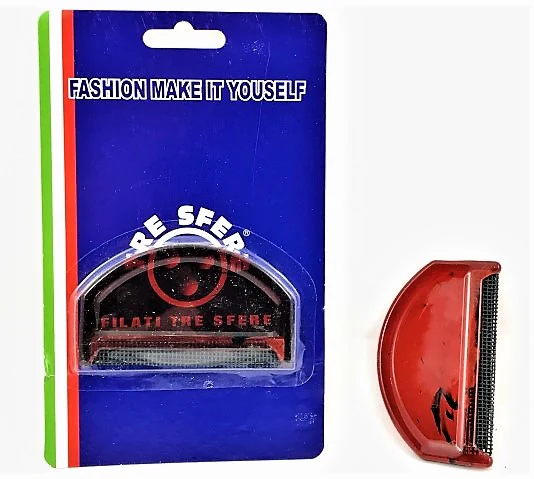 FASHION MAKE IT YOUSELF
RE SFER®
FILATI TRE SFERE